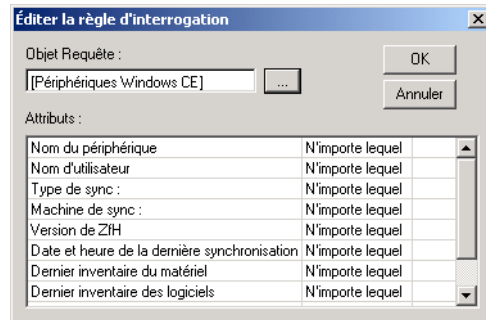 Éditer la règle d'interrogation
Objet Requête :
OK
[Périphériques Windows CE]
...
Annuler
Attributs :
Nom du périphérique N'importe lequel
Nom d'utilisateur N'importe lequel
Type de sync : N'importe lequel
Machine de sync : N'importe lequel
Version de ZfH N'importe lequel
Date et heure de la dernière synchronisation N'importe lequel
Dernier inventaire du matériel N'importe lequel
Dernier inventaire des logiciels N'importe lequel